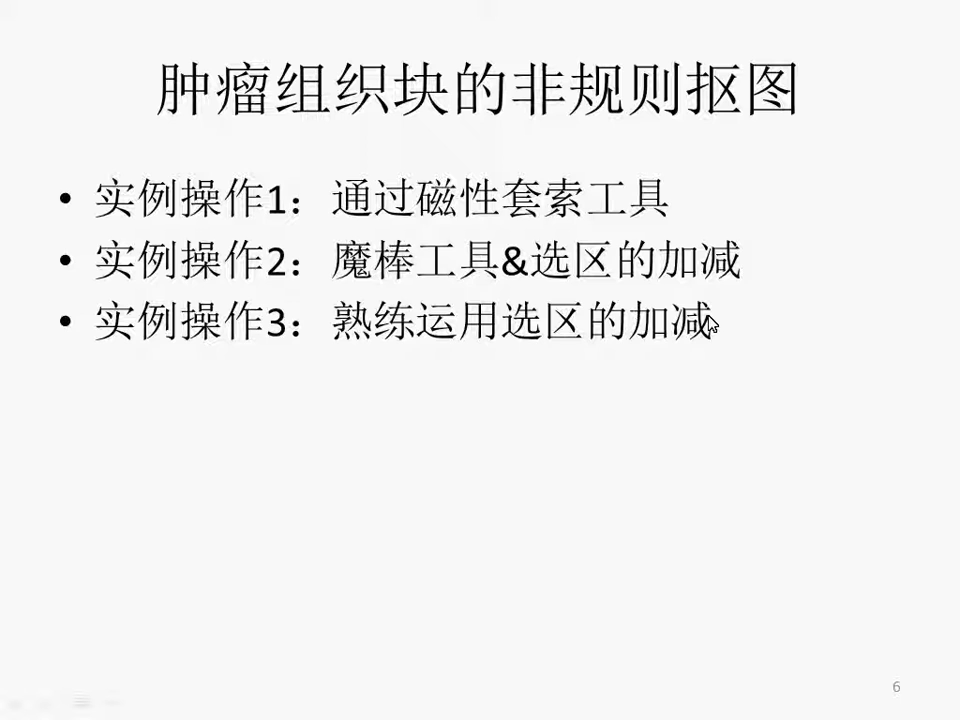 肿瘤组织块的非规则抠图
• 实例操作1：通过磁性套索工具
• 实例操作2：魔棒工具&选区的加减
• 实例操作3：熟练运用选区的加减
6